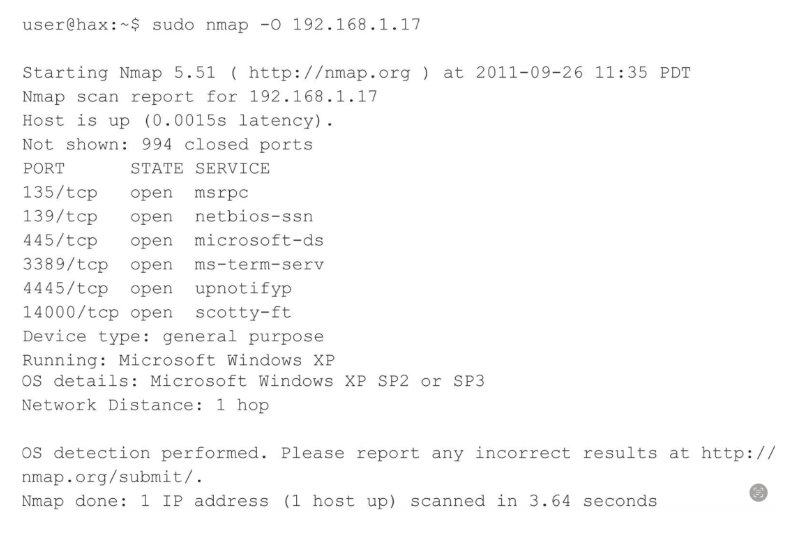 user@hax:~$ sudo nmap -O 192.168.1.17
Starting Nmap 5.51 ( http://nmap.org ) at 2011-09-26 11:35 PDT
Nmap scan report for 192.168.1.17
Host is up (0.0015s latency).
Not shown: 994 closed ports
PORT      STATE SERVICE
135/tcp   open  msrpc
139/tcp   open  netbios-ssn
445/tcp   open  microsoft-ds
3389/tcp  open  ms-term-serv
4445/tcp  open  upnotifyp
14000/tcp open  scotty-ft
Device type: general purpose
Running: Microsoft Windows XP
OS details: Microsoft Windows XP SP2 or SP3
Network Distance: 1 hop
OS detection performed. Please report any incorrect results at http://
nmap.org/submit/.
Nmap done: 1 IP address (1 host up) scanned in 3.64 seconds